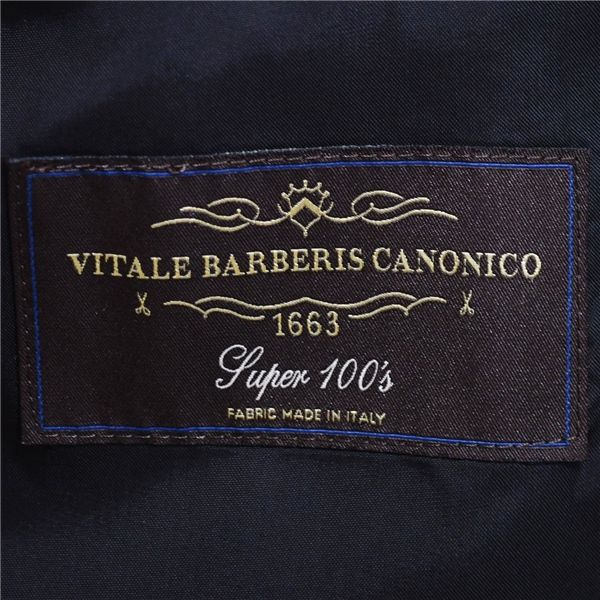 VITALE BARBERIS CANONICO
1663
Super 100's
FABRIC MADE IN ITALY